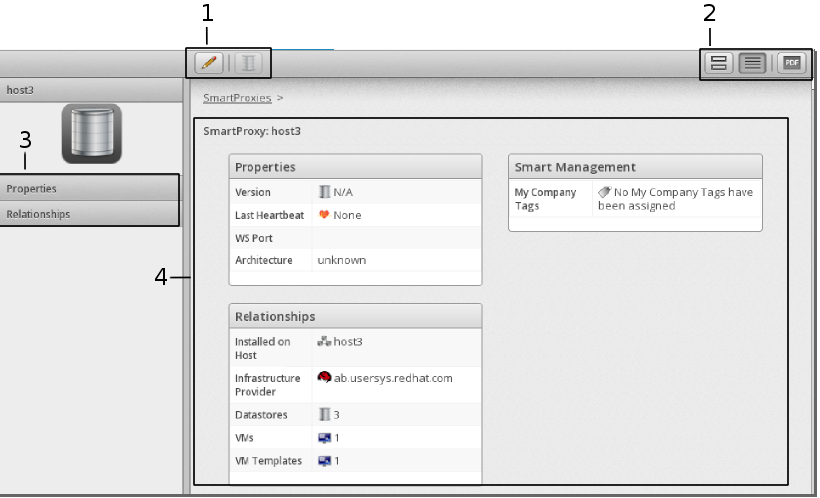 1
2
PDF
host3
SmartProxies >
3
SmartProxy: host3
Properties
Relationships
4
Properties
Version N/A
Last Heartbeat None
WS Port
Architecture unknown
Smart Management
My Company Tags No My Company Tags have been assigned
Relationships
Installed on Host host3
Infrastructure Provider ab.usersys.redhat.com
Datastores 3
VMs 1
VM Templates 1